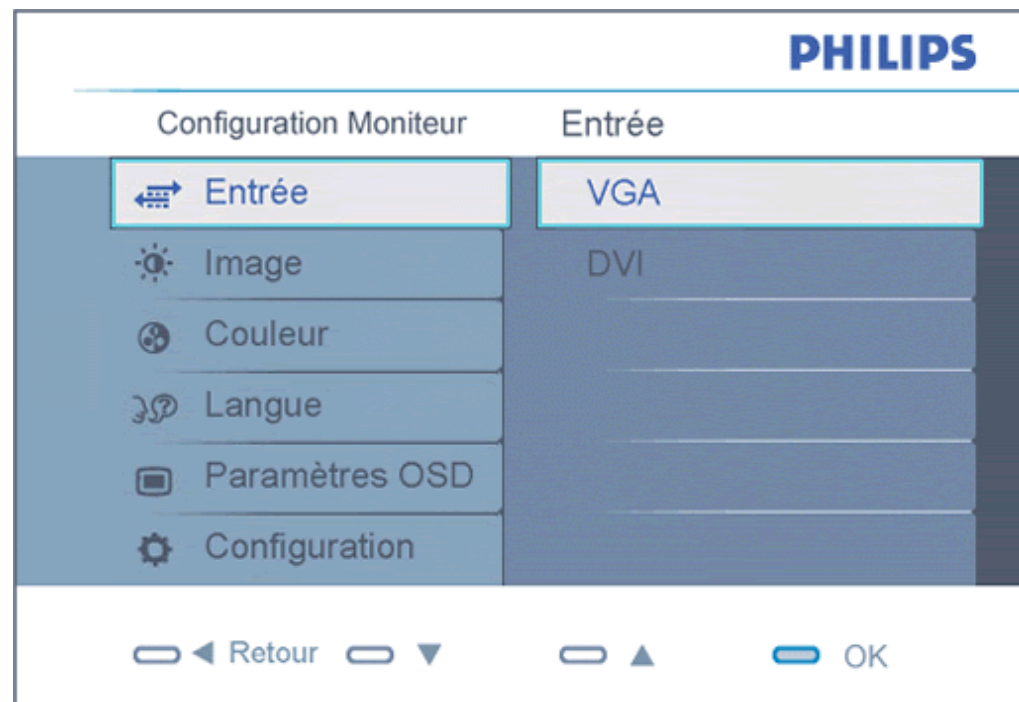 PHILIPS
Configuration Moniteur
Entrée
Entrée
VGA
Image
DVI
Couleur
Langue
Paramètres OSD
Configuration
Retour
OK